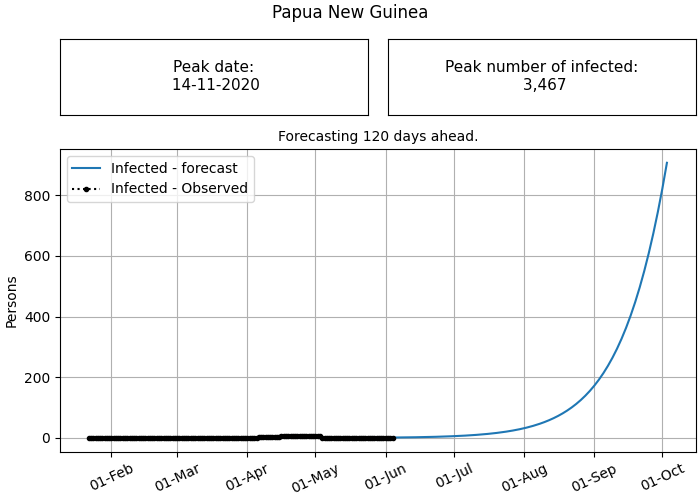 Papua New Guinea
Peak date:
14-11-2020
Peak number of infected:
3,467
Forecasting 120 days ahead.
Infected - forecast
Infected - Observed
Persons
800
600
400
200
0
01-Feb
01-Mar
01-Apr
01-May
01-Jun
01-Jul
01-Aug
01-Sep
01-Oct